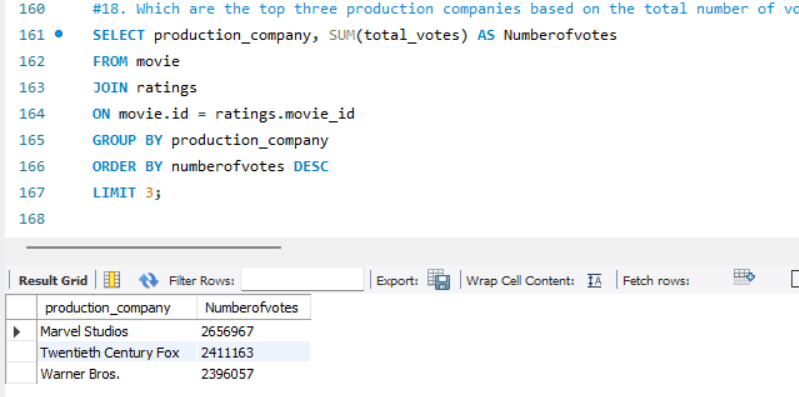 160 #18. Which are the top three production companies based on the total number of vo
161 SELECT production_company, SUM(total_votes) AS Numberofvotes
162 FROM movie
163 JOIN ratings
164 ON movie.id = ratings.movie_id
165 GROUP BY production_company
166 ORDER BY numberofvotes DESC
167 LIMIT 3;
168
Result Grid Filter Rows: Export: Wrap Cell Content: IA Fetch rows:
production_company Numberofvotes
Marvel Studios 2656967
Twentieth Century Fox 2411163
Warner Bros. 2396057